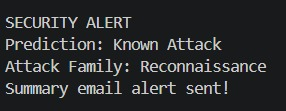 SECURITY ALERT
Prediction: Known Attack
Attack Family: Reconnaissance
Summary email alert sent!